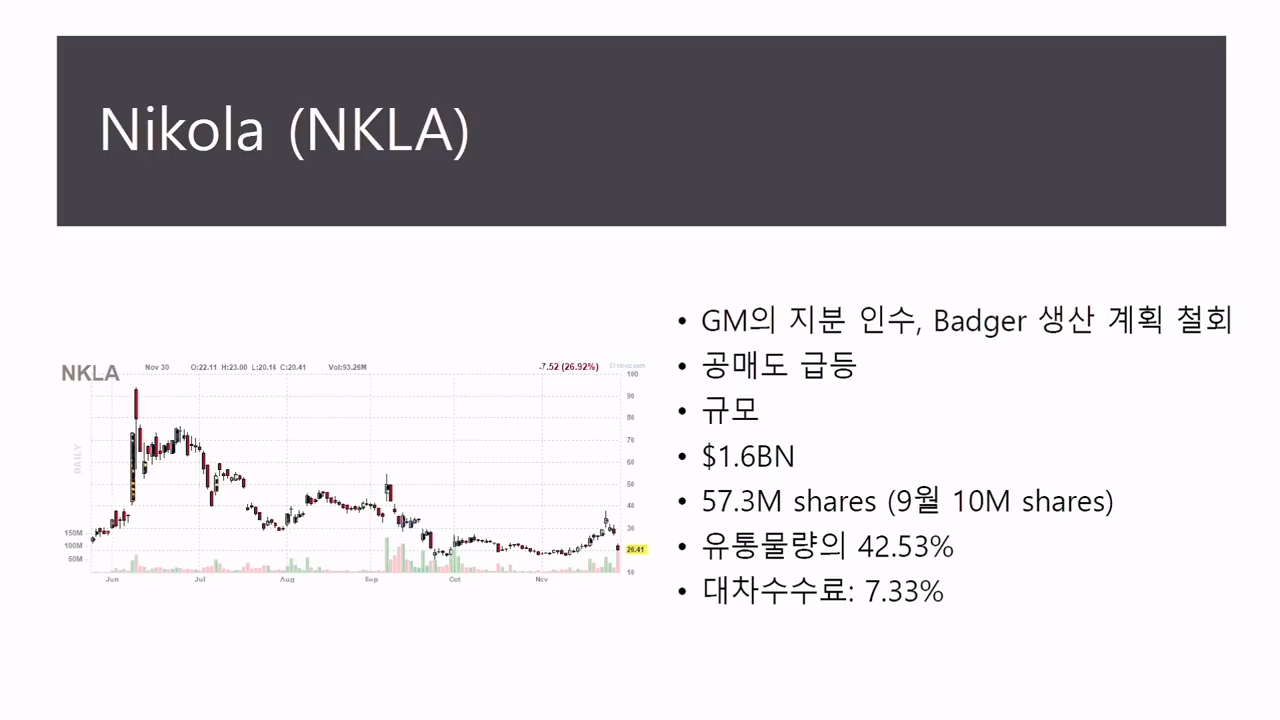 Nikola (NKLA)
NKLA
Nov 30 O:22.11 H:23.00 L:20.16 C:20.41 Vol:93.26M
-7.52 (26.92%)
DAILY
100
90
80
70
60
50
40
30
20.41
10
150M
100M
50M
Jun Jul Aug Sep Oct Nov
• GM의 지분 인수, Badger 생산 계획 철회
• 공매도 급등
• 규모
• $1.6BN
• 57.3M shares (9월 10M shares)
• 유통물량의 42.53%
• 대차수수료: 7.33%